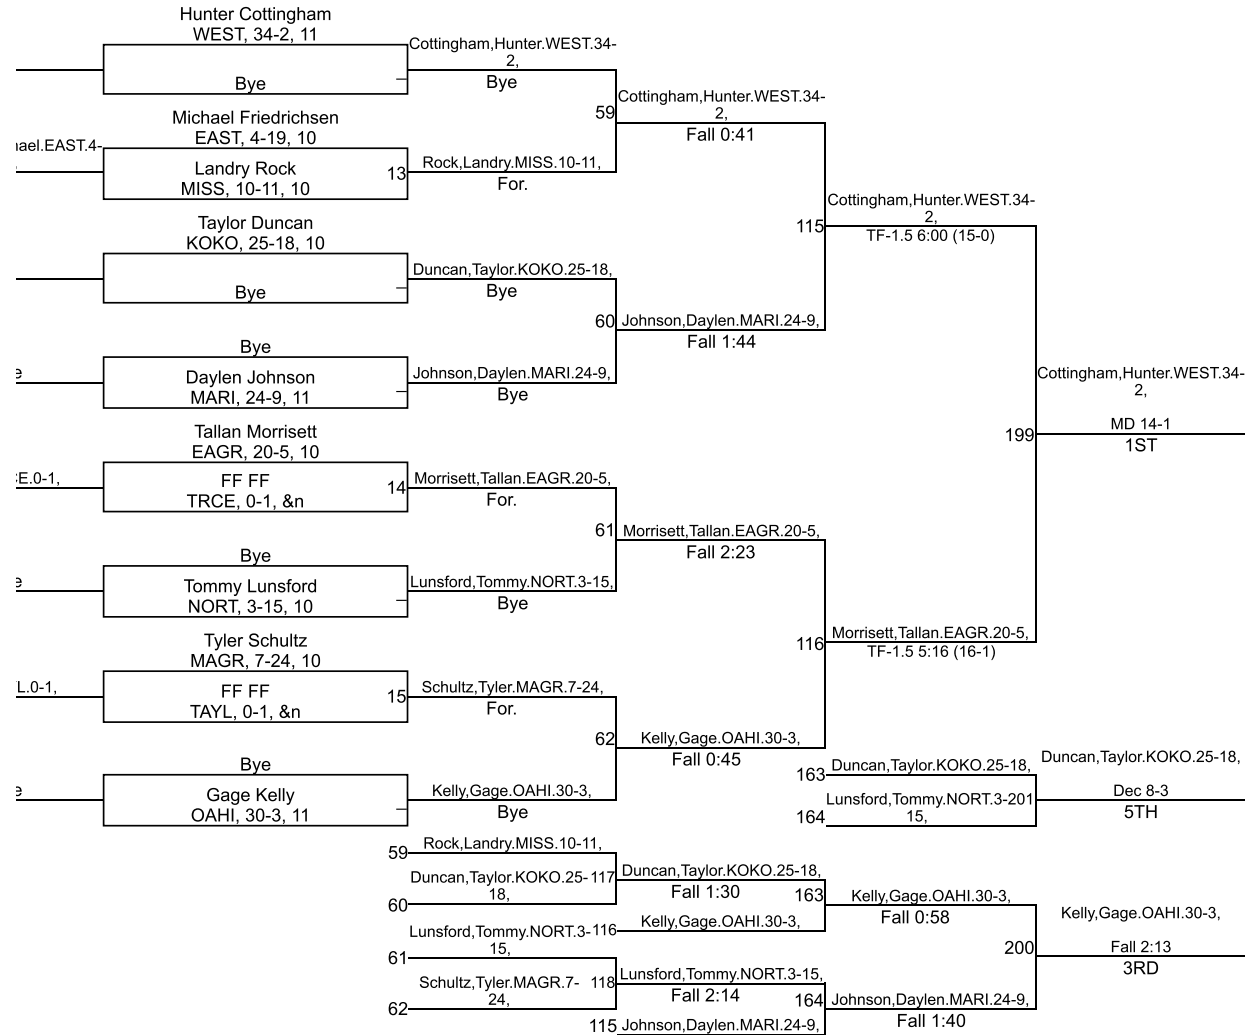 Hunter Cottingham
WEST, 34-2, 11
Bye
Cottingham,Hunter.WEST.34-
2,
Bye
59
Cottingham,Hunter.WEST.34-
2,
Fall 0:41
Michael Friedrichsen
EAST, 4-19, 10
ael.EAST.4-
Landry Rock
MISS, 10-11, 10
13
Rock,Landry.MISS.10-11,
For.
115
Cottingham,Hunter.WEST.34-
2,
TF-1.5 6:00 (15-0)
Taylor Duncan
KOKO, 25-18, 10
Bye
Duncan,Taylor.KOKO.25-18,
Bye
60
Johnson,Daylen.MARI.24-9,
Fall 1:44
Bye
e
Daylen Johnson
MARI, 24-9, 11
Johnson,Daylen.MARI.24-9,
Bye
199
Cottingham,Hunter.WEST.34-
2,
MD 14-1
1ST
Tallan Morrisett
EAGR, 20-5, 10
E.0-1,
FF FF
TRCE, 0-1, &n
14
Morrisett,Tallan.EAGR.20-5,
For.
61
Morrisett,Tallan.EAGR.20-5,
Fall 2:23
Bye
e
Tommy Lunsford
NORT, 3-15, 10
Lunsford,Tommy.NORT.3-15,
Bye
116
Morrisett,Tallan.EAGR.20-5,
TF-1.5 5:16 (16-1)
Tyler Schultz
MAGR, 7-24, 10
L.0-1,
FF FF
TAYL, 0-1, &n
15
Schultz,Tyler.MAGR.7-24,
For.
62
Kelly,Gage.OAHI.30-3,
Fall 0:45
Bye
e
Gage Kelly
OAHI, 30-3, 11
Kelly,Gage.OAHI.30-3,
Bye
163
Duncan,Taylor.KOKO.25-18,
164
Lunsford,Tommy.NORT.3-201
15,
Duncan,Taylor.KOKO.25-18,
Dec 8-3
5TH
59
Rock,Landry.MISS.10-11,
Duncan,Taylor.KOKO.25-
18,
60
117
Duncan,Taylor.KOKO.25-18,
Fall 1:30
163
Kelly,Gage.OAHI.30-3,
Fall 0:58
116
Kelly,Gage.OAHI.30-3,
Lunsford,Tommy.NORT.3-
15,
61
Schultz,Tyler.MAGR.7-
24,
62
118
Lunsford,Tommy.NORT.3-15,
Fall 2:14
164
Johnson,Daylen.MARI.24-9,
Fall 1:40
115
Johnson,Daylen.MARI.24-9,
200
Kelly,Gage.OAHI.30-3,
Fall 2:13
3RD